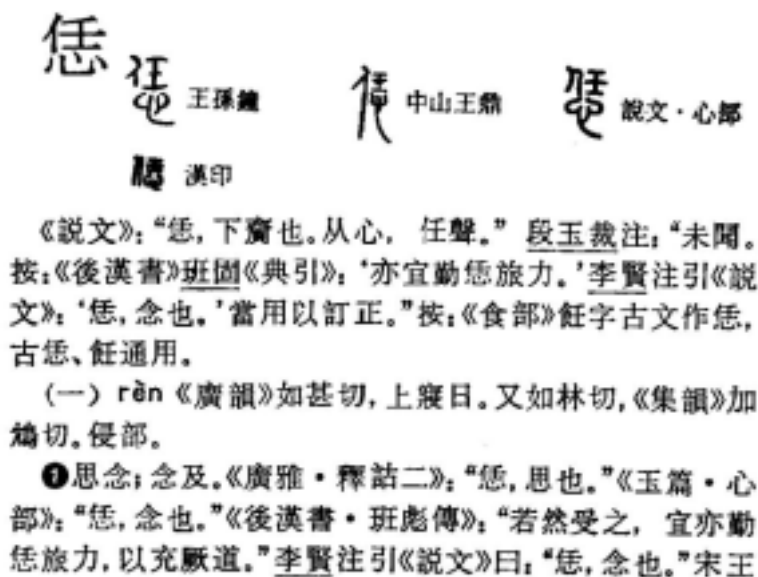 恁
王孫鐘 中山王鼎 說文·心部
漢印
《説文》：“恁，下齎也。从心，任聲。”段玉裁注：“未聞。
按：《後漢書》班固《典引》：‘亦宜勤恁旅力。’李賢注引《説
文》：‘恁，念也。’當用以訂正。”按：《食部》飪字古文作恁，
古恁、飪通用。
（一）rèn《廣韻》如甚切，上寑日。又如林切，《集韻》加
鴆切。侵部。
❶思念；念及。《廣雅·釋詁二》：“恁，思也。”《玉篇·心
部》：“恁，念也。”《後漢書·班彪傳》：“若然受之，宜亦勤
恁旅力，以充厥道。”李賢注引《説文》曰：“恁，念也。”宋王